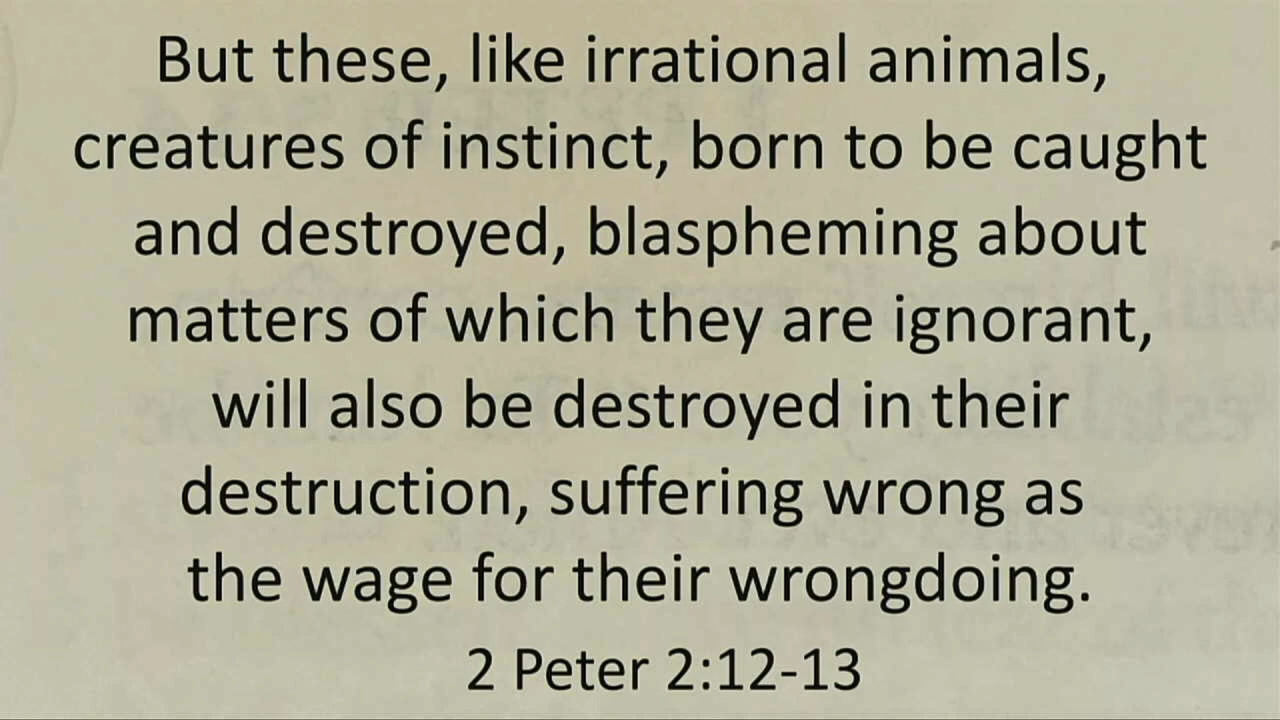 But these, like irrational animals,
creatures of instinct, born to be caught
and destroyed, blaspheming about
matters of which they are ignorant,
will also be destroyed in their
destruction, suffering wrong as
the wage for their wrongdoing.
2 Peter 2:12-13